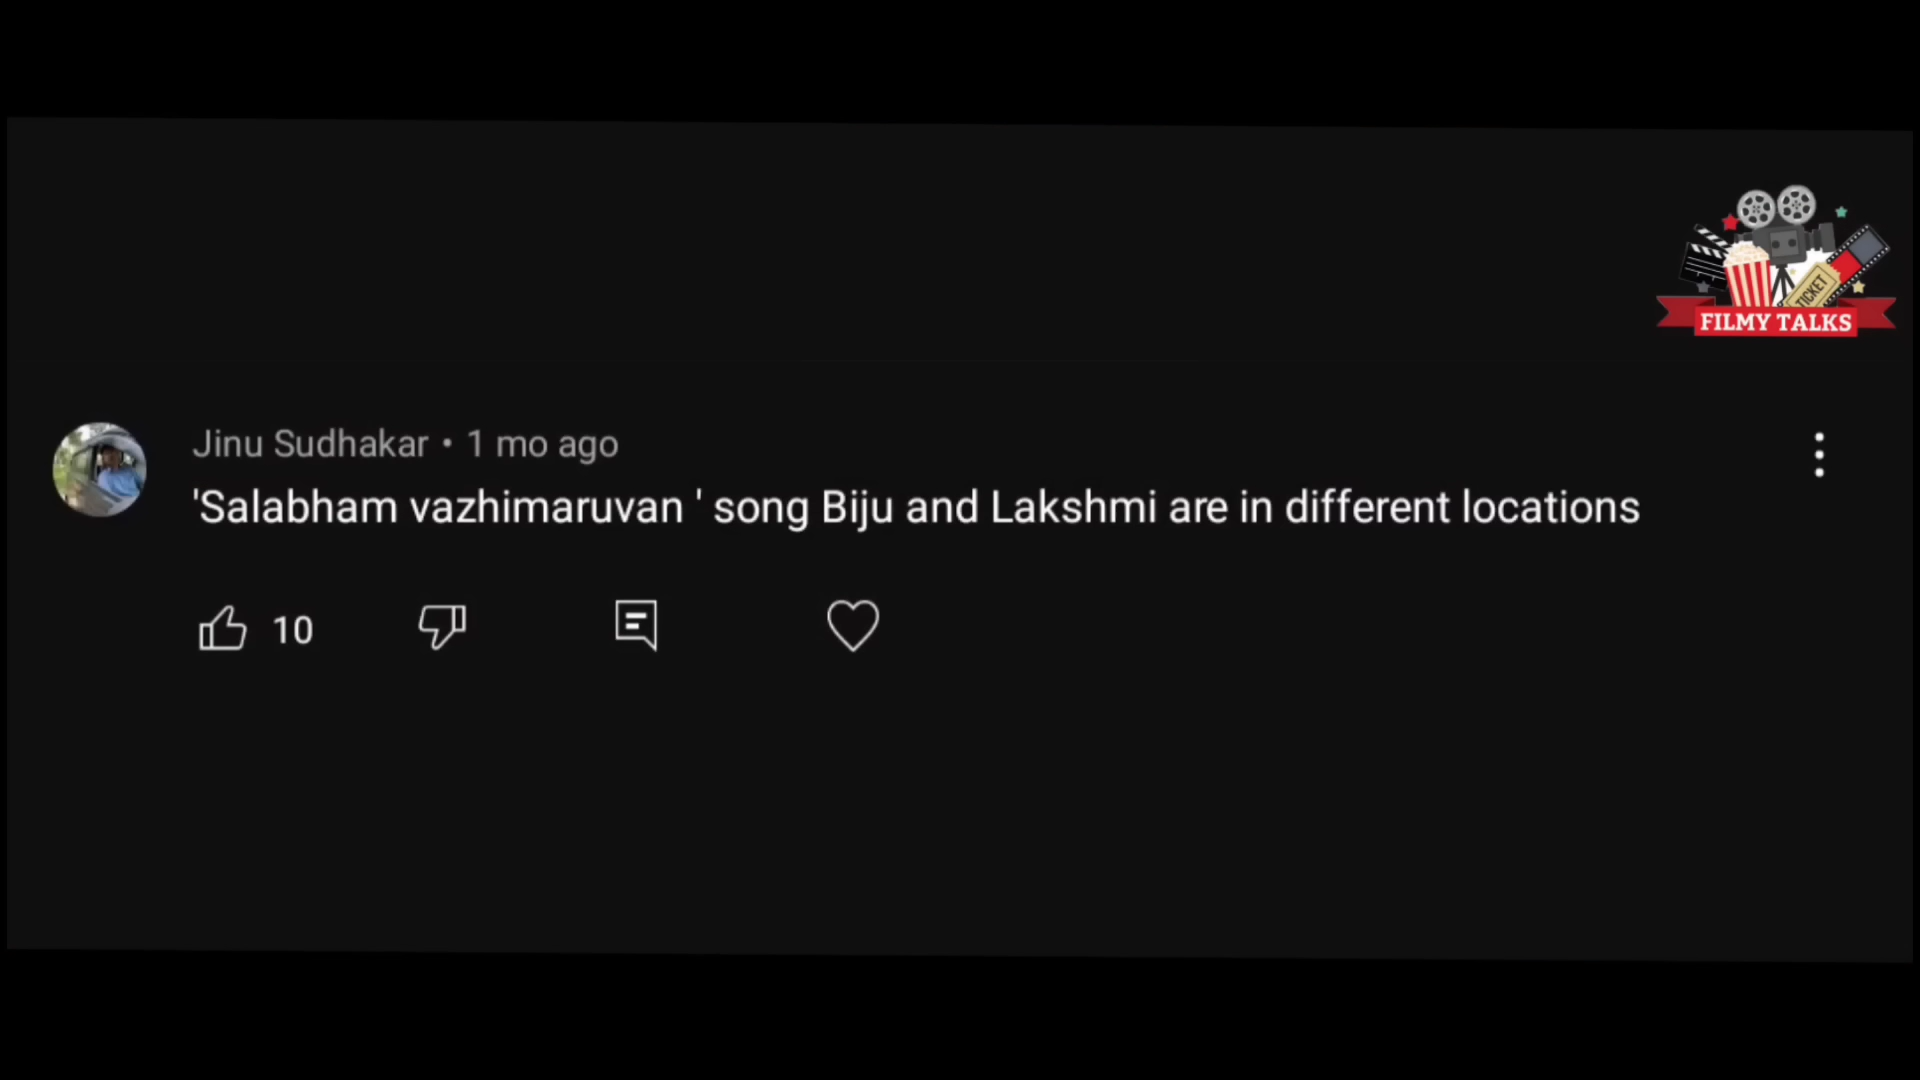 TICKET
FILMY TALKS
Jinu Sudhakar • 1 mo ago
'Salabham vazhimaruvan ' song Biju and Lakshmi are in different locations
10